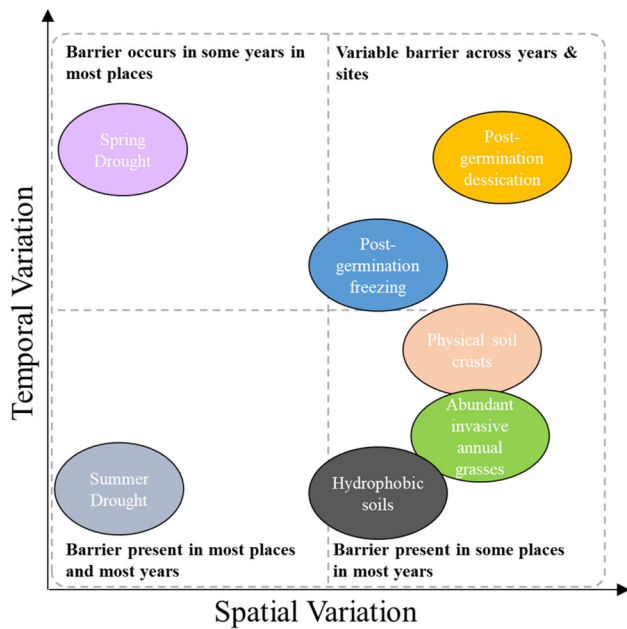 Barrier occurs in some years in
most places
Variable barrier across years &
sites
Spring
Drought
Post-
germination
dessication
Post-
germination
freezing
Physical soil
crusts
Abundant
invasive
annual
grasses
Summer
Drought
Hydrophobic
soils
Barrier present in most places
and most years
Barrier present in some places
in most years
Temporal Variation
Spatial Variation